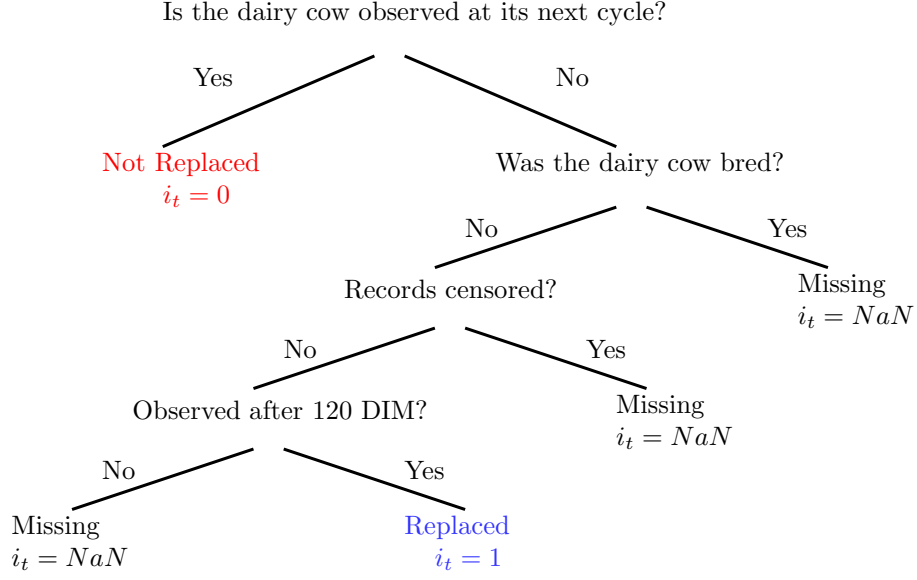 Is the dairy cow observed at its next cycle?
Yes
No
Not Replaced
i_t = 0
Was the dairy cow bred?
No
Yes
Records censored?
Missing
i_t = NaN
No
Yes
Observed after 120 DIM?
Missing
i_t = NaN
No
Yes
Missing
i_t = NaN
Replaced
i_t = 1